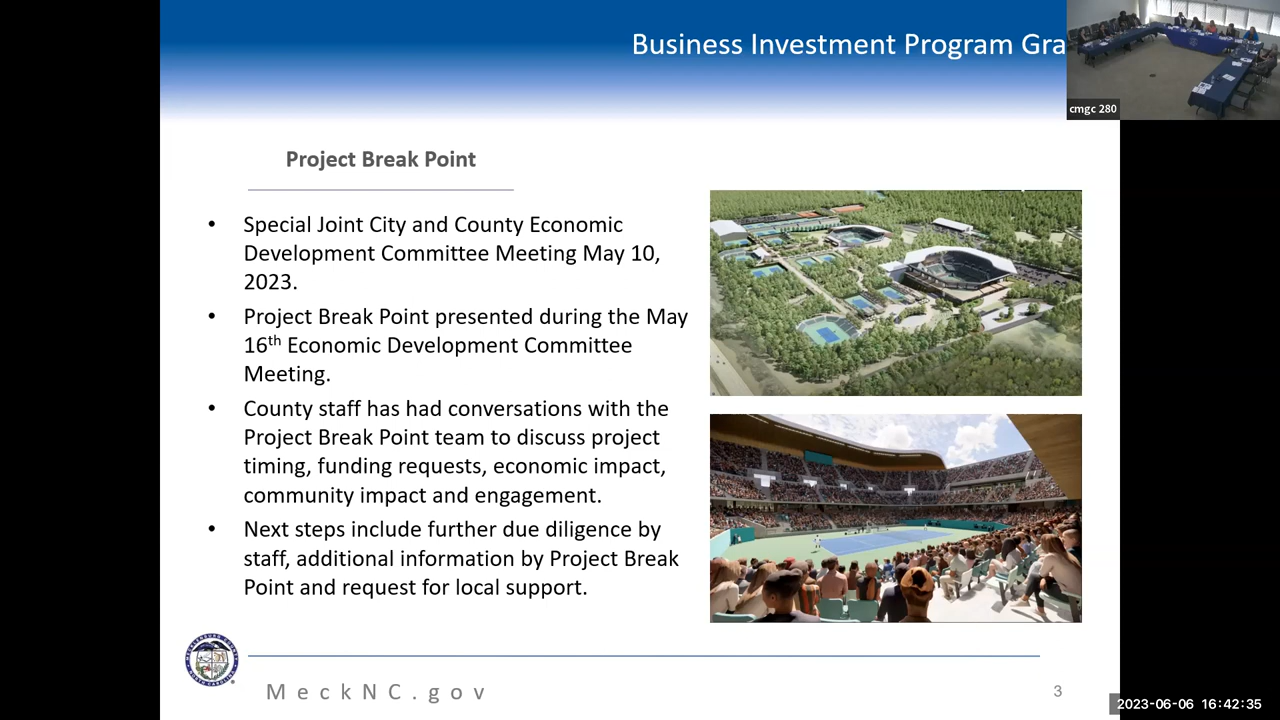 Business Investment Program Gra
cmgc 280
Project Break Point
• Special Joint City and County Economic
Development Committee Meeting May 10,
2023.
• Project Break Point presented during the May
16th Economic Development Committee
Meeting.
• County staff has had conversations with the
Project Break Point team to discuss project
timing, funding requests, economic impact,
community impact and engagement.
• Next steps include further due diligence by
staff, additional information by Project Break
Point and request for local support.
MECKLENBURG COUNTY
NORTH CAROLINA
MeckNC.gov
3
2023-06-06 16:42:35